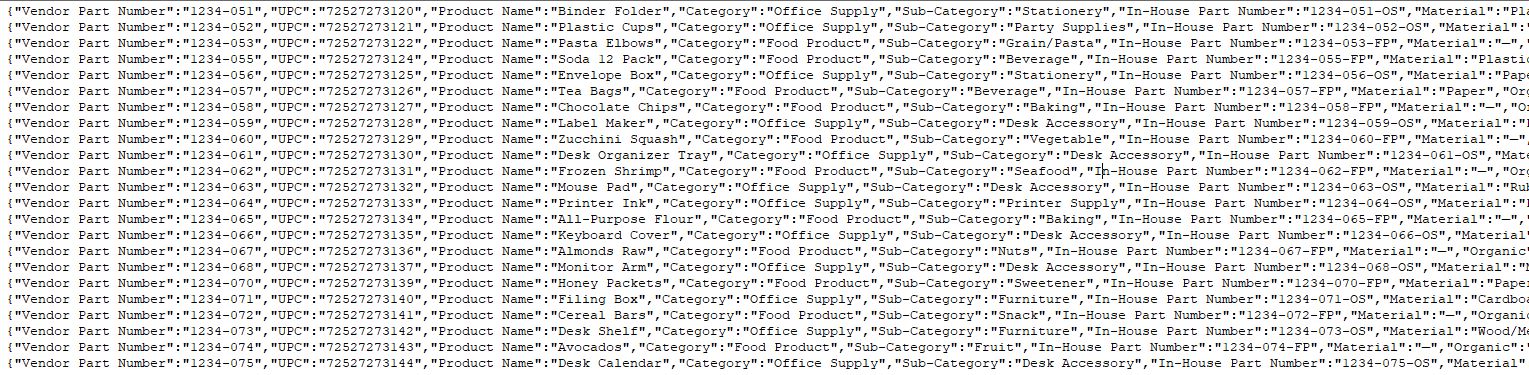 {"Vendor Part Number":"1234-051","UPC":"72527273120","Product Name":"Binder Folder","Category":"Office Supply","Sub-Category":"Stationery","In-House Part Number":"1234-051-OS","Material":"Pla
{"Vendor Part Number":"1234-052","UPC":"72527273121","Product Name":"Plastic Cups","Category":"Office Supply","Sub-Category":"Party Supplies","In-House Part Number":"1234-052-OS","Material":
{"Vendor Part Number":"1234-053","UPC":"72527273122","Product Name":"Pasta Elbows","Category":"Food Product","Sub-Category":"Grain/Pasta","In-House Part Number":"1234-053-FP","Material":"—","
{"Vendor Part Number":"1234-055","UPC":"72527273124","Product Name":"Soda 12 Pack","Category":"Food Product","Sub-Category":"Beverage","In-House Part Number":"1234-055-FP","Material":"Plastic
{"Vendor Part Number":"1234-056","UPC":"72527273125","Product Name":"Envelope Box","Category":"Office Supply","Sub-Category":"Stationery","In-House Part Number":"1234-056-OS","Material":"Pape
{"Vendor Part Number":"1234-057","UPC":"72527273126","Product Name":"Tea Bags","Category":"Food Product","Sub-Category":"Beverage","In-House Part Number":"1234-057-FP","Material":"Paper","Org
{"Vendor Part Number":"1234-058","UPC":"72527273127","Product Name":"Chocolate Chips","Category":"Food Product","Sub-Category":"Baking","In-House Part Number":"1234-058-FP","Material":"—","O
{"Vendor Part Number":"1234-059","UPC":"72527273128","Product Name":"Label Maker","Category":"Office Supply","Sub-Category":"Desk Accessory","In-House Part Number":"1234-059-OS","Material":"
{"Vendor Part Number":"1234-060","UPC":"72527273129","Product Name":"Zucchini Squash","Category":"Food Product","Sub-Category":"Vegetable","In-House Part Number":"1234-060-FP","Material":"—",
{"Vendor Part Number":"1234-061","UPC":"72527273130","Product Name":"Desk Organizer Tray","Category":"Office Supply","Sub-Category":"Desk Accessory","In-House Part Number":"1234-061-OS","Mate
{"Vendor Part Number":"1234-062","UPC":"72527273131","Product Name":"Frozen Shrimp","Category":"Food Product","Sub-Category":"Seafood","In-House Part Number":"1234-062-FP","Material":"—","Org
{"Vendor Part Number":"1234-063","UPC":"72527273132","Product Name":"Mouse Pad","Category":"Office Supply","Sub-Category":"Desk Accessory","In-House Part Number":"1234-063-OS","Material":"Rub
{"Vendor Part Number":"1234-064","UPC":"72527273133","Product Name":"Printer Ink","Category":"Office Supply","Sub-Category":"Printer Supply","In-House Part Number":"1234-064-OS","Material":"
{"Vendor Part Number":"1234-065","UPC":"72527273134","Product Name":"All-Purpose Flour","Category":"Food Product","Sub-Category":"Baking","In-House Part Number":"1234-065-FP","Material":"—","
{"Vendor Part Number":"1234-066","UPC":"72527273135","Product Name":"Keyboard Cover","Category":"Office Supply","Sub-Category":"Desk Accessory","In-House Part Number":"1234-066-OS","Material"
{"Vendor Part Number":"1234-067","UPC":"72527273136","Product Name":"Almonds Raw","Category":"Food Product","Sub-Category":"Nuts","In-House Part Number":"1234-067-FP","Material":"—","Organic"
{"Vendor Part Number":"1234-068","UPC":"72527273137","Product Name":"Monitor Arm","Category":"Office Supply","Sub-Category":"Desk Accessory","In-House Part Number":"1234-068-OS","Material":"M
{"Vendor Part Number":"1234-070","UPC":"72527273139","Product Name":"Honey Packets","Category":"Food Product","Sub-Category":"Sweetener","In-House Part Number":"1234-070-FP","Material":"Paper
{"Vendor Part Number":"1234-071","UPC":"72527273140","Product Name":"Filing Box","Category":"Office Supply","Sub-Category":"Furniture","In-House Part Number":"1234-071-OS","Material":"Cardboa
{"Vendor Part Number":"1234-072","UPC":"72527273141","Product Name":"Cereal Bars","Category":"Food Product","Sub-Category":"Snack","In-House Part Number":"1234-072-FP","Material":"—","Organic
{"Vendor Part Number":"1234-073","UPC":"72527273142","Product Name":"Desk Shelf","Category":"Office Supply","Sub-Category":"Furniture","In-House Part Number":"1234-073-OS","Material":"Wood/Me
{"Vendor Part Number":"1234-074","UPC":"72527273143","Product Name":"Avocados","Category":"Food Product","Sub-Category":"Fruit","In-House Part Number":"1234-074-FP","Material":"—","Organic":"
{"Vendor Part Number":"1234-075","UPC":"72527273144","Product Name":"Desk Calendar","Category":"Office Supply","Sub-Category":"Desk Accessory","In-House Part Number":"1234-075-OS","Material"